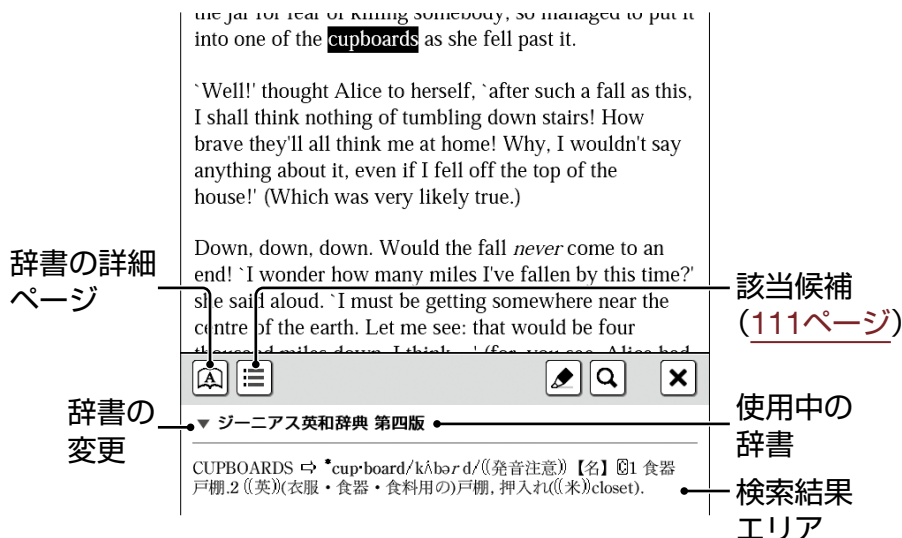 the jar for fear of killing somebody, so managed to put it
into one of the cupboards as she fell past it.
`Well!' thought Alice to herself, `after such a fall as this,
I shall think nothing of tumbling down stairs! How
brave they'll all think me at home! Why, I wouldn't say
anything about it, even if I fell off the top of the
house!' (Which was very likely true.)
Down, down, down. Would the fall never come to an
end! `I wonder how many miles I've fallen by this time?'
she said aloud. `I must be getting somewhere near the
centre of the earth. Let me see: that would be four
thousand miles down, I think--' (for, you see, Alice had
辞書の詳細
ページ
該当候補
(111ページ)
A
辞書の
変更
▼ ジーニアス英和辞典 第四版
使用中の
辞書
CUPBOARDS ⇨ *cup·board/kʌ́bərd/((発音注意))【名】C1 食器
戸棚.2((英))(衣服・食器・食料用の)戸棚, 押入れ(((米))closet).
検索結果
エリア